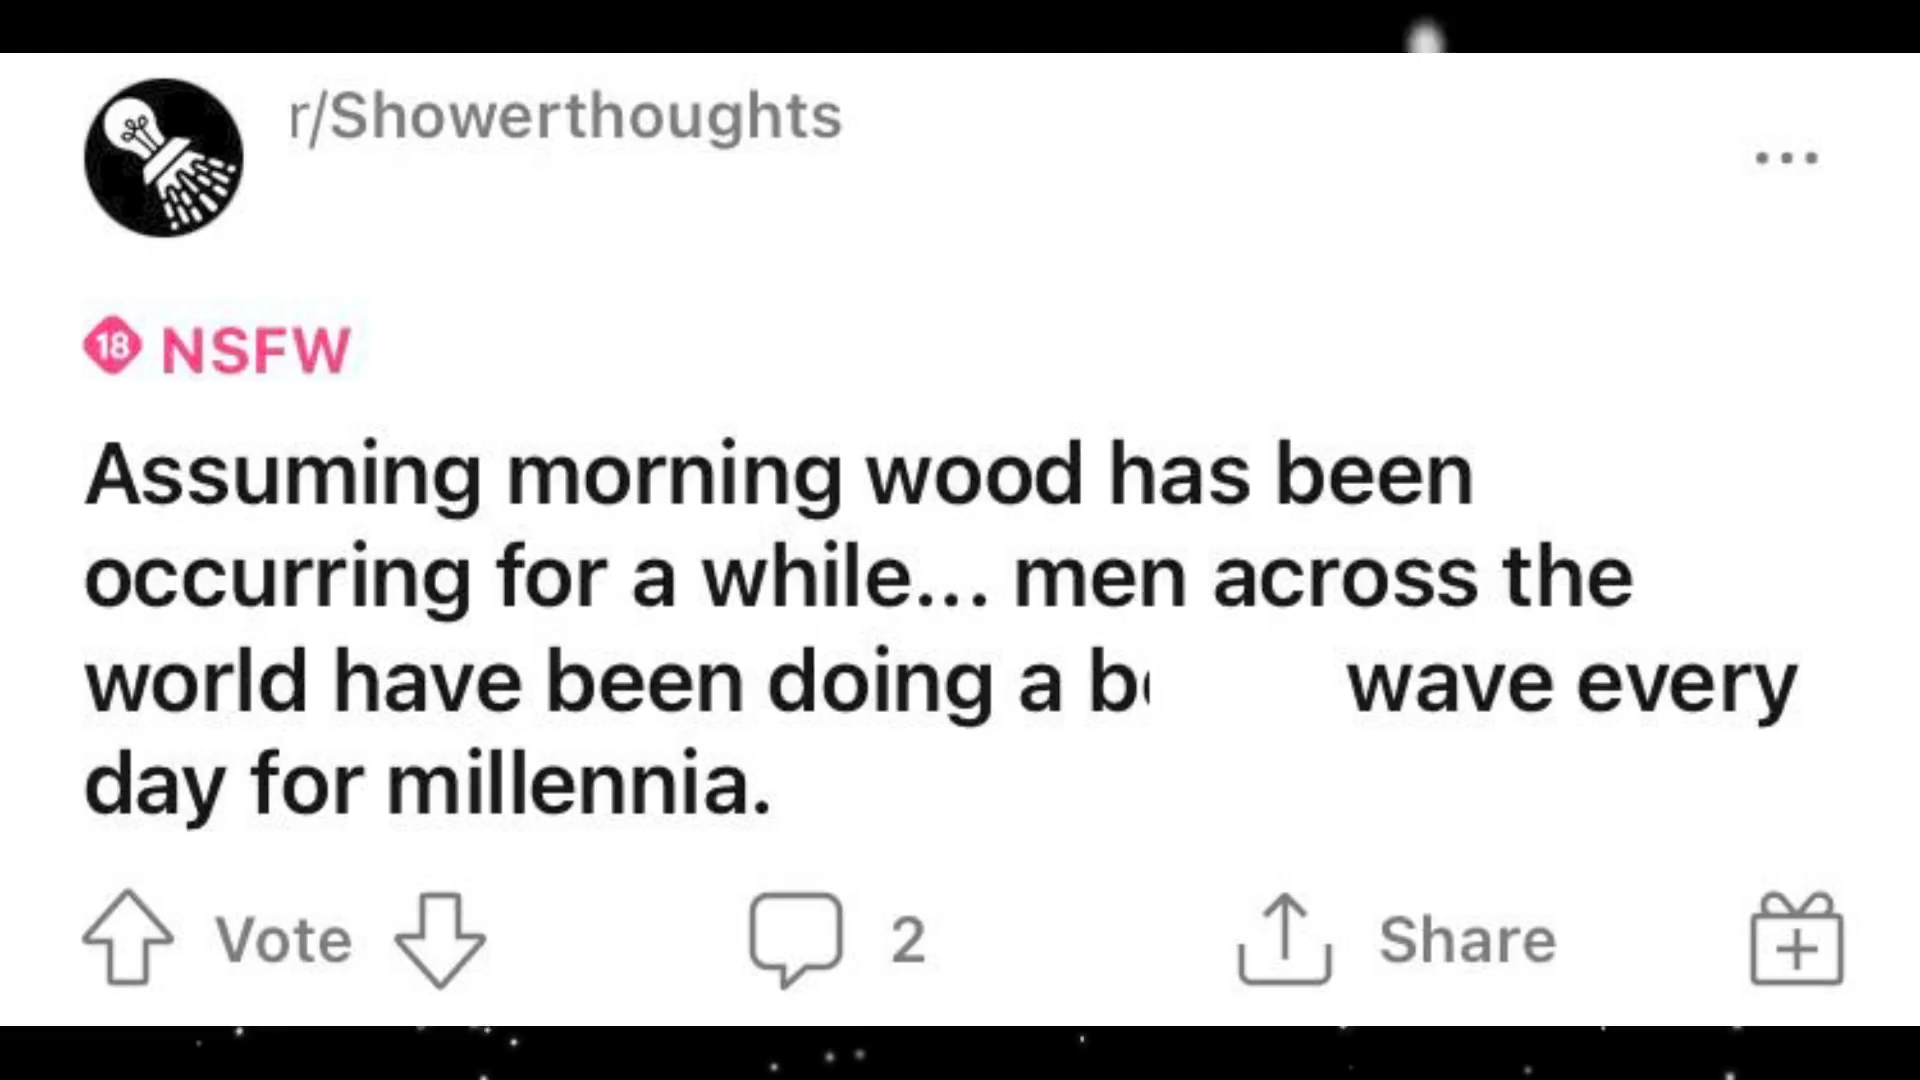 r/Showerthoughts
18 NSFW
Assuming morning wood has been
occurring for a while... men across the
world have been doing a wave every
day for millennia.
Vote 2 Share